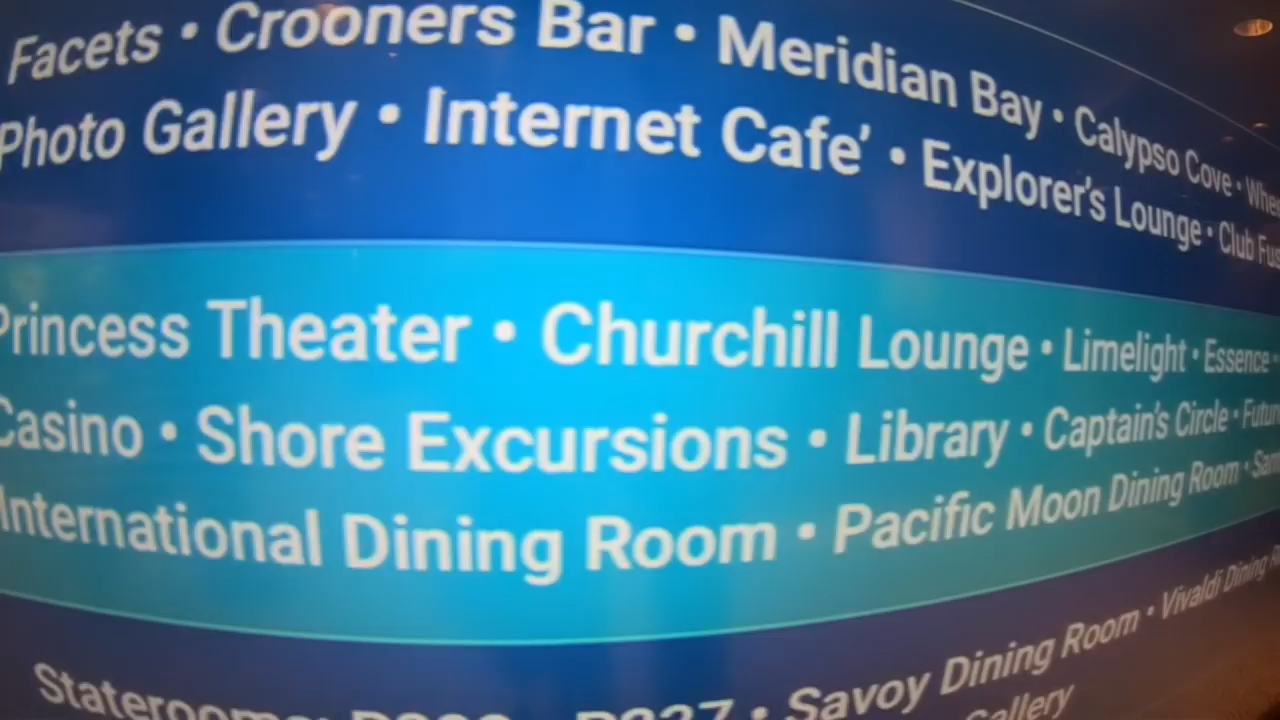 Facets • Crooners Bar • Meridian Bay • Calypso Cove •
Photo Gallery • Internet Cafe' • Explorer's Lounge • Club
Princess Theater • Churchill Lounge • Limelight • Essence
Casino • Shore Excursions • Library • Captain's Circle •
International Dining Room • Pacific Moon Dining Room •
• Savoy Dining Room • Vivaldi Dining
Gallery